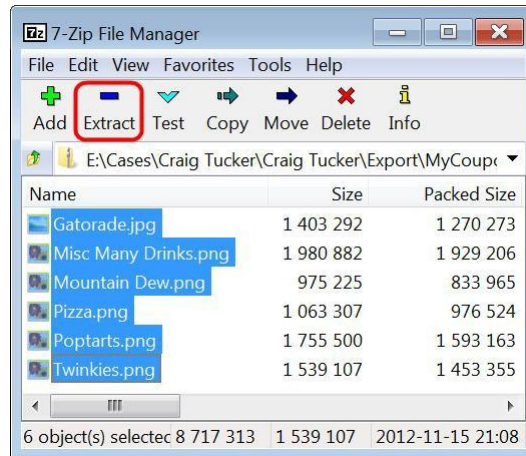 7z 7-Zip File Manager
File Edit View Favorites Tools Help
Add Extract Test Copy Move Delete Info
E:\Cases\Craig Tucker\Craig Tucker\Export\MyCoup
Name Size Packed Size
Gatorade.jpg 1 403 292 1 270 273
Misc Many Drinks.png 1 980 882 1 929 206
Mountain Dew.png 975 225 833 965
Pizza.png 1 063 307 976 524
Poptarts.png 1 755 500 1 593 163
Twinkies.png 1 539 107 1 453 355
6 object(s) selectec 8 717 313 1 539 107 2012-11-15 21:08